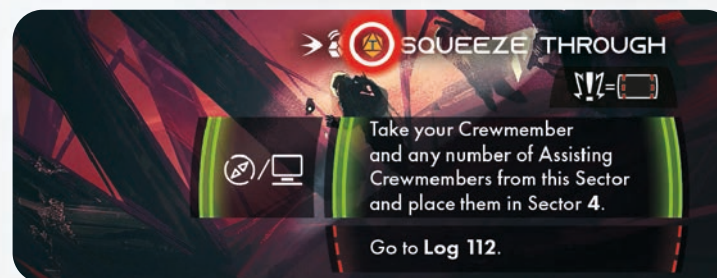 SQUEEZE THROUGH
Take your Crewmember
and any number of Assisting
Crewmembers from this Sector
and place them in Sector 4.
Go to Log 112.